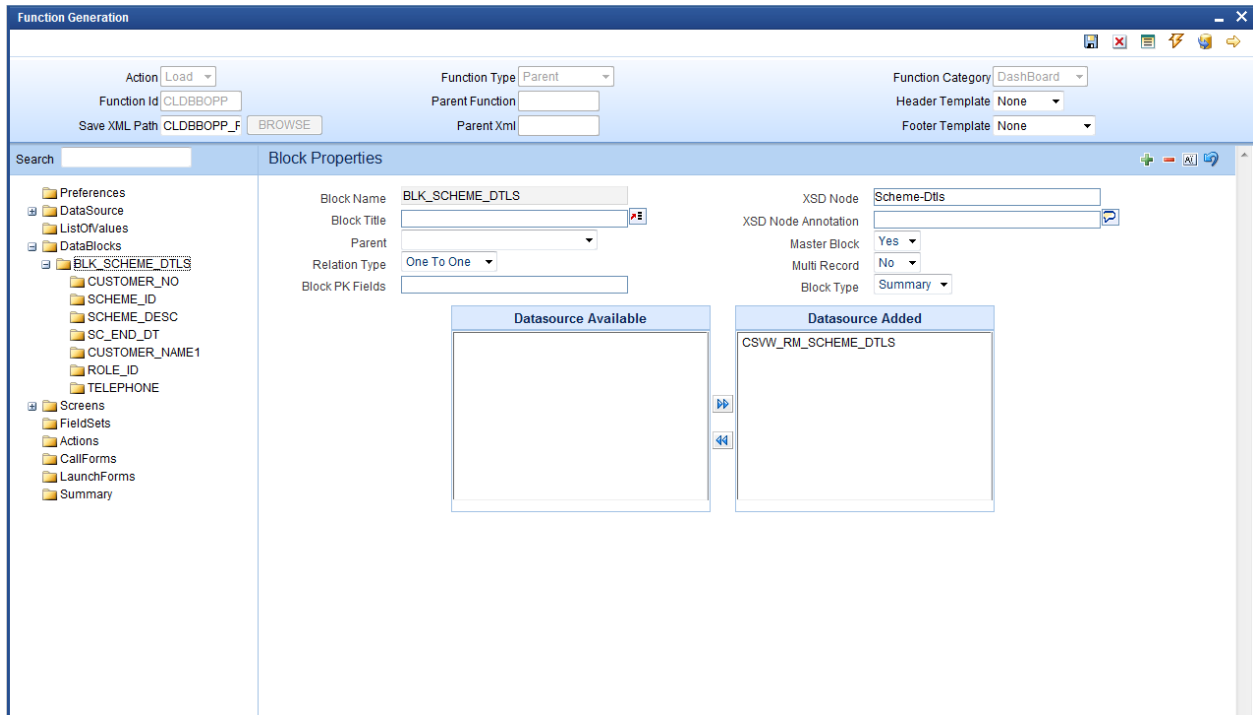 Function Generation
Action Load
Function Type Parent
Function Category DashBoard
Function Id CLDBBOPP
Parent Function
Header Template None
Save XML Path CLDBBOPP_F BROWSE
Parent Xml
Footer Template None
Search
Block Properties
Preferences
DataSource
ListOfValues
DataBlocks
BLK_SCHEME_DTLS
CUSTOMER_NO
SCHEME_ID
SCHEME_DESC
SC_END_DT
CUSTOMER_NAME1
ROLE_ID
TELEPHONE
Screens
FieldSets
Actions
CallForms
LaunchForms
Summary
Block Name BLK_SCHEME_DTLS
XSD Node Scheme-Dtls
Block Title
XSD Node Annotation
Parent
Master Block Yes
Relation Type One To One
Multi Record No
Block PK Fields
Block Type Summary
Datasource Available
Datasource Added
CSVW_RM_SCHEME_DTLS